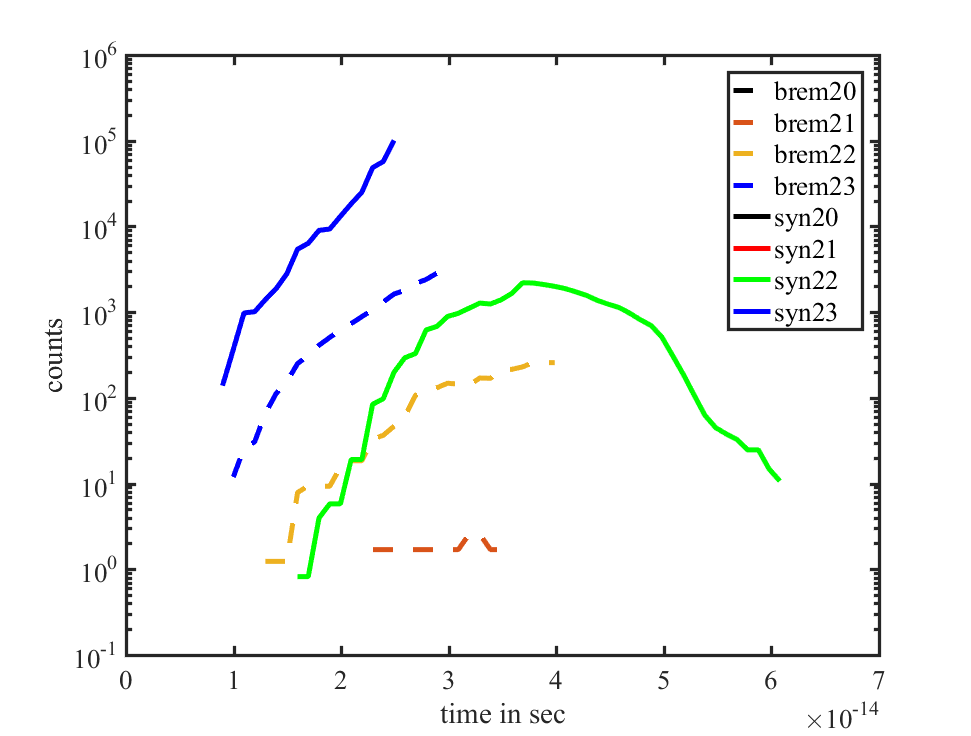 10^6
10^5
10^4
10^3
10^2
10^1
10^0
10^-1
counts
brem20
brem21
brem22
brem23
syn20
syn21
syn22
syn23
0 1 2 3 4 5 6 7
time in sec
×10^-14